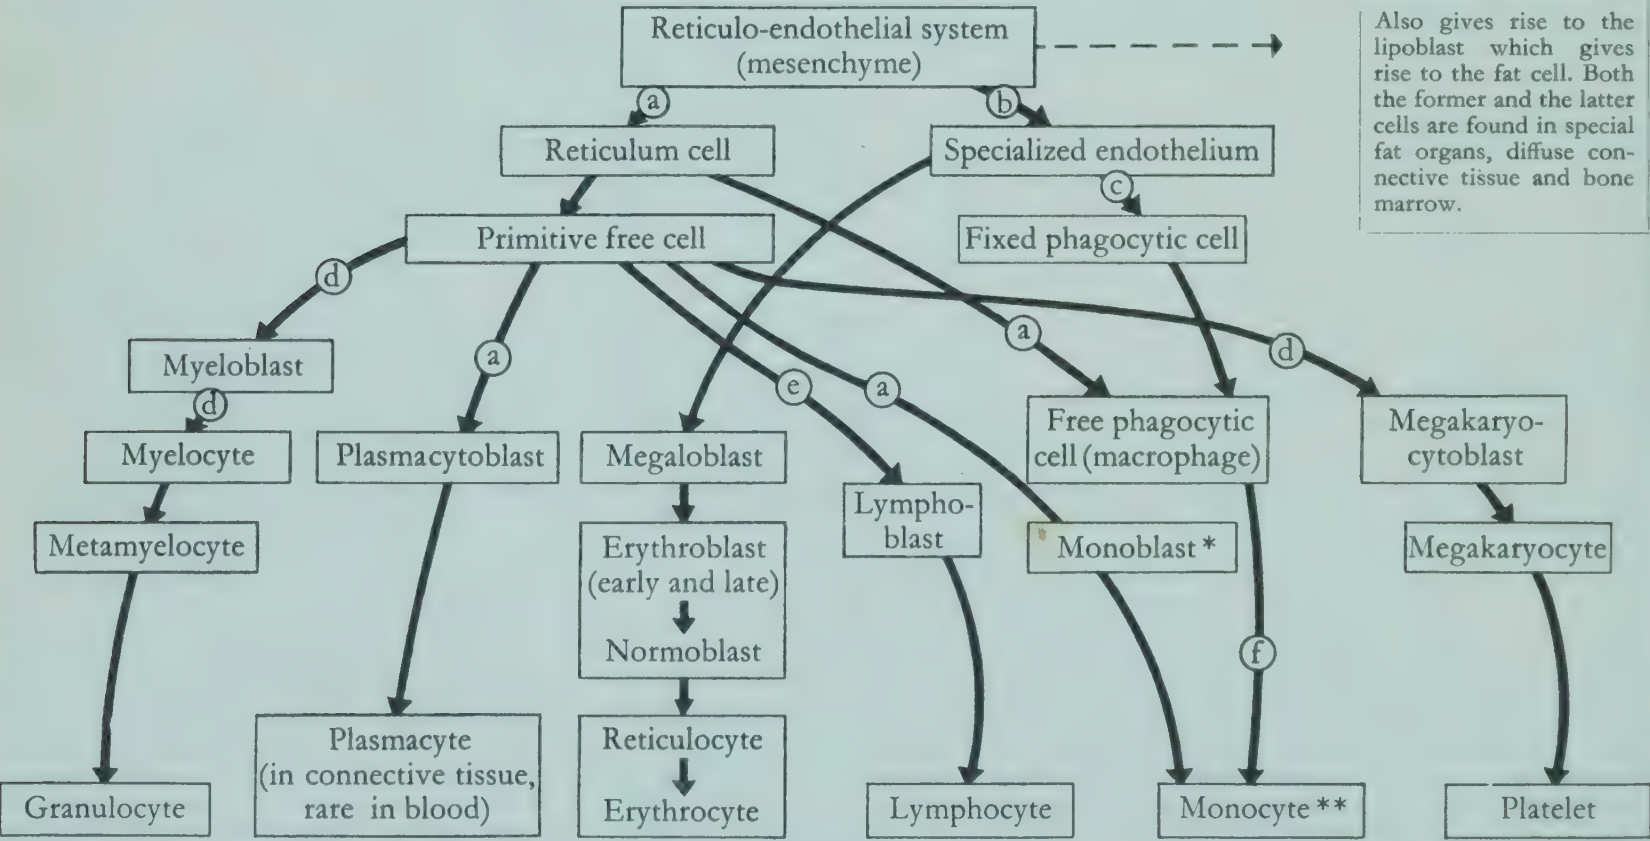 Reticulo-endothelial system
(mesenchyme)
Also gives rise to the
lipoblast which gives
rise to the fat cell. Both
the former and the latter
cells are found in special
fat organs, diffuse con-
nective tissue and bone
marrow.
a
b
Reticulum cell
Specialized endothelium
c
Primitive free cell
Fixed phagocytic cell
d
a
d
Myeloblast
a
e
a
d
Free phagocytic
cell (macrophage)
Megakaryo-
cytoblast
Myelocyte
Plasmacytoblast
Megaloblast
Lympho-
blast
Metamyelocyte
Erythroblast
(early and late)
Normoblast
Monoblast *
Megakaryocyte
f
Plasmacyte
(in connective tissue,
rare in blood)
Reticulocyte
Erythrocyte
Granulocyte
Lymphocyte
Monocyte **
Platelet